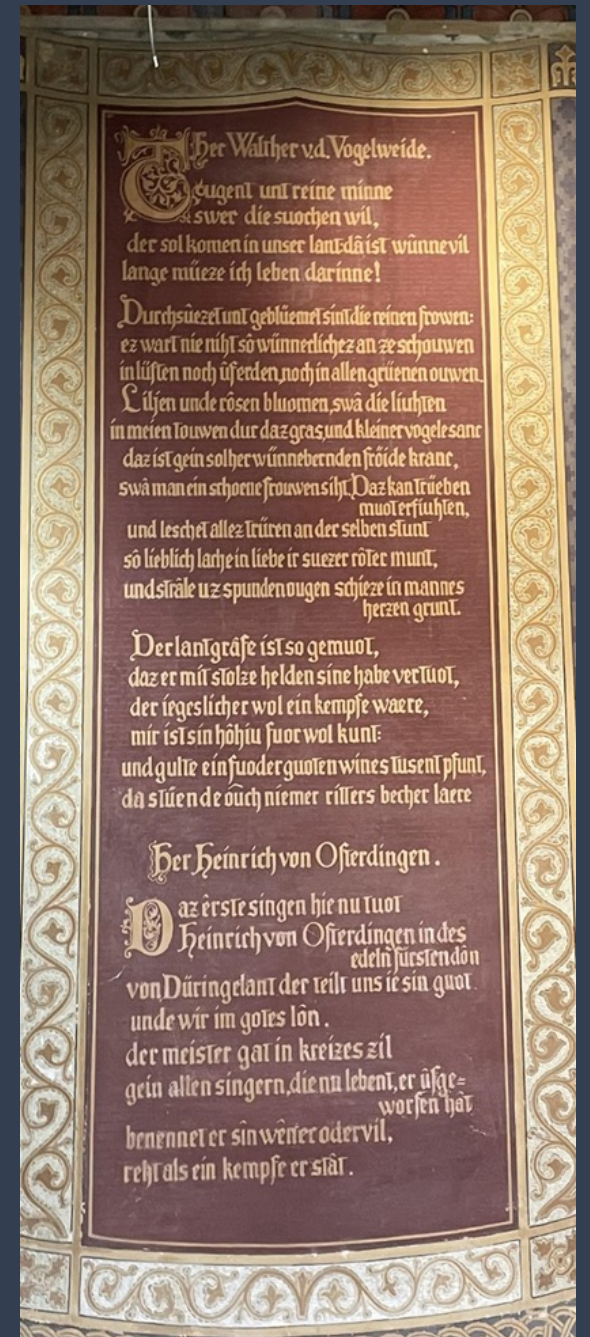 Her Walther v.d. Vogelweide.
Tugent unt reine minne
swer die suochen wil,
der sol komen in unser lant dâ ist wünne vil
lange müeze ich leben darinne!
Durchsüezet unt geblüemet sint die reinen frowen:
ez wart nie niht sô wünneclichez an ze schouwen
in lüften noch ûf erden, noch in allen grüenen ouwen.
Liljen unde rôsen bluomen, swâ die liuhten
in meien touwen dur daz gras, und kleiner vogele sanc
daz ist gein solher wünnebernden fröide kranc,
swâ man ein schoene frouwen siht. Daz kan trüeben
muot erfiuhten,
und leschet allez trûren an der selben stunt
sô lieblich lache in liebe ir suezer rôter munt,
und strâle uz spunden ougen schieze in mannes
herzen grunt.
Der lantgrâfe ist so gemuot,
daz er mit stolze helden sine habe vertuot,
der iegeslicher wol ein kempfe waere,
mir ist sin hôhiu fuor wol kunt:
und gulte ein fuoder guoten wines tusent pfunt,
da stüende ouch niemer ritters becher laere
Her Heinrich von Ofterdingen.
Daz êrste singen hie nu tuot
Heinrich von Ofterdingen in des
edeln fürsten dôn
von Düringelant der teilt uns ie sin guot
unde wir im gotes lôn.
der meister gat in kreizes zil
gein allen singern, die nu lebent, er ûfge=
worfen hât
benennet er sin wêrter oder vil,
reht als ein kempfe er stât.